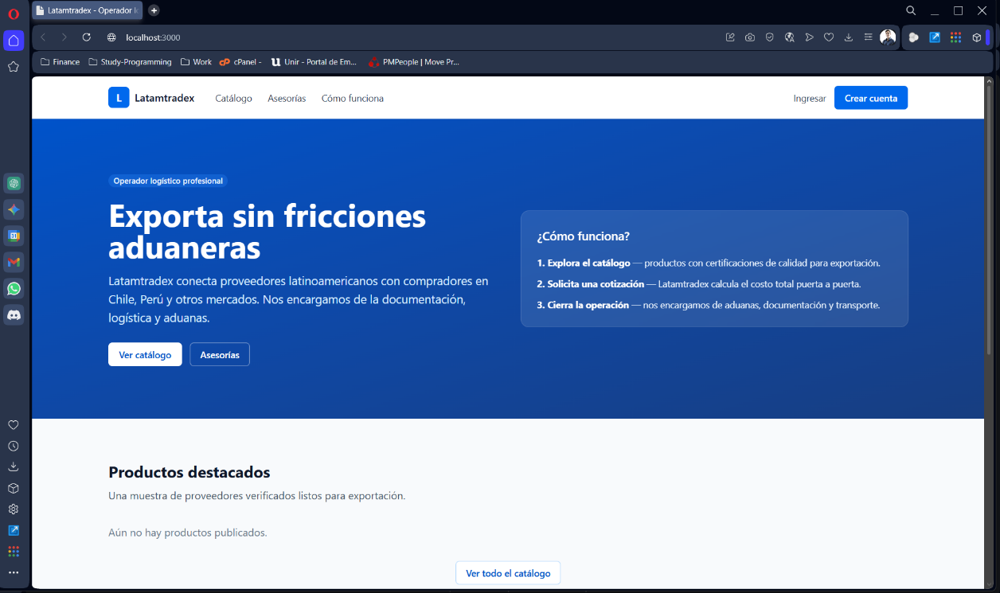 Latamtradex - Operador l
localhost:3000
Finance
Study-Programming
Work
cPanel -
Unir - Portal de Em...
PMPeople | Move Pr...
L
Latamtradex
Catálogo
Asesorías
Cómo funciona
Ingresar
Crear cuenta
Operador logístico profesional
Exporta sin fricciones
aduaneras
Latamtradex conecta proveedores latinoamericanos con compradores en
Chile, Perú y otros mercados. Nos encargamos de la documentación,
logística y aduanas.
Ver catálogo
Asesorías
¿Cómo funciona?
1. Explora el catálogo — productos con certificaciones de calidad para exportación.
2. Solicita una cotización — Latamtradex calcula el costo total puerta a puerta.
3. Cierra la operación — nos encargamos de aduanas, documentación y transporte.
Productos destacados
Una muestra de proveedores verificados listos para exportación.
Aún no hay productos publicados.
Ver todo el catálogo